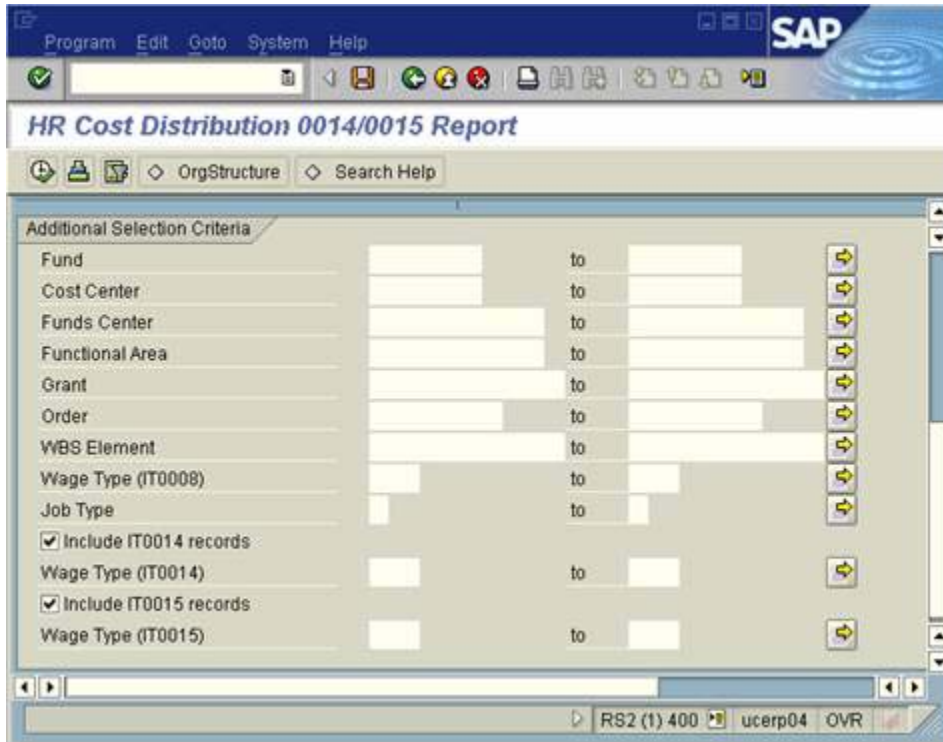 Program Edit Goto System Help
SAP
HR Cost Distribution 0014/0015 Report
OrgStructure Search Help
Additional Selection Criteria
Fund to
Cost Center to
Funds Center to
Functional Area to
Grant to
Order to
WBS Element to
Wage Type (IT0008) to
Job Type to
Include IT0014 records
Wage Type (IT0014) to
Include IT0015 records
Wage Type (IT0015) to
RS2 (1) 400 ucerp04 OVR